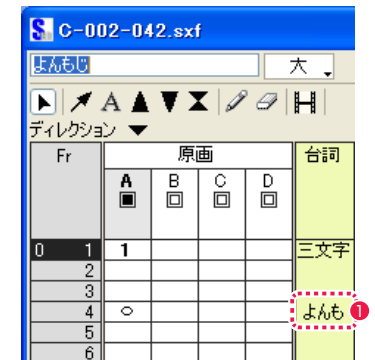 S C-002-042.sxf
よんもじ 大
A H
ディレクション
Fr 原画 台詞
A B C D
0 1 1 三文字
2
3
4 ○ よんも 1
5
6